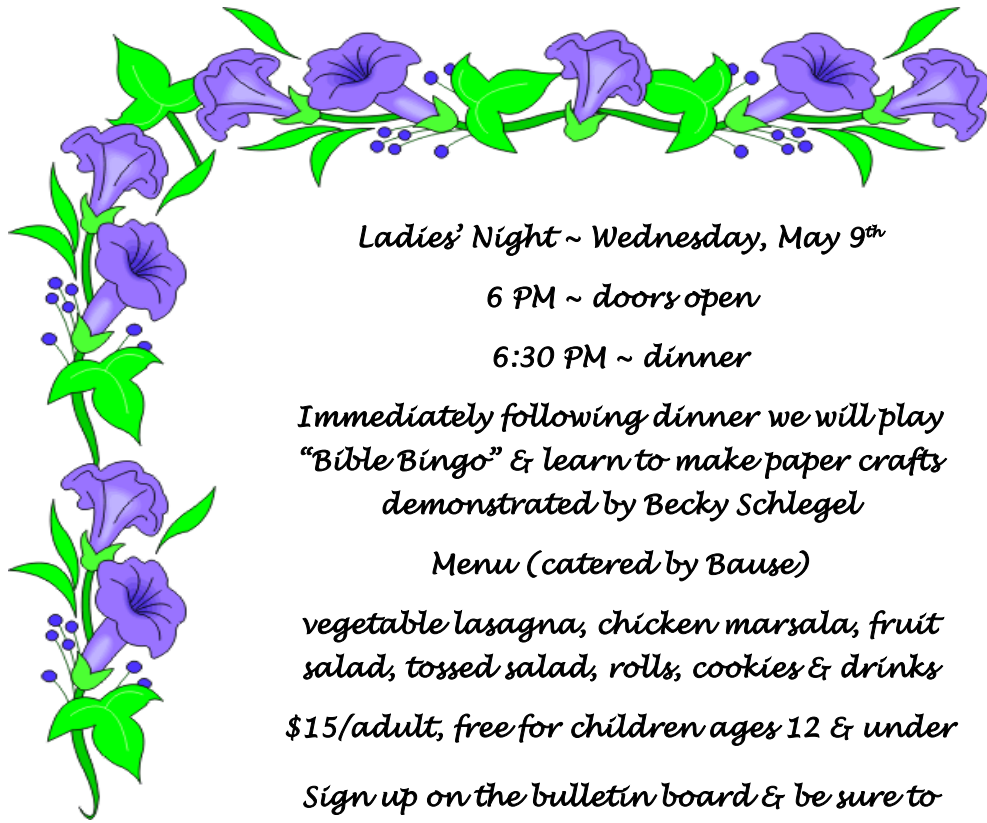 Ladies' Night ~ Wednesday, May 9th
6 PM ~ doors open
6:30 PM ~ dinner
Immediately following dinner we will play
“Bible Bingo” & learn to make paper crafts
demonstrated by Becky Schlegel
Menu (catered by Bause)
vegetable lasagna, chicken marsala, fruit
salad, tossed salad, rolls, cookies & drinks
$15/adult, free for children ages 12 & under
Sign up on the bulletin board & be sure to